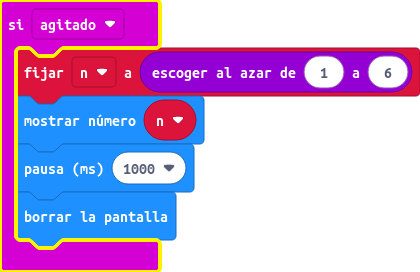 si agitado
fijar n a escoger al azar de 1 a 6
mostrar número n
pausa (ms) 1000
borrar la pantalla